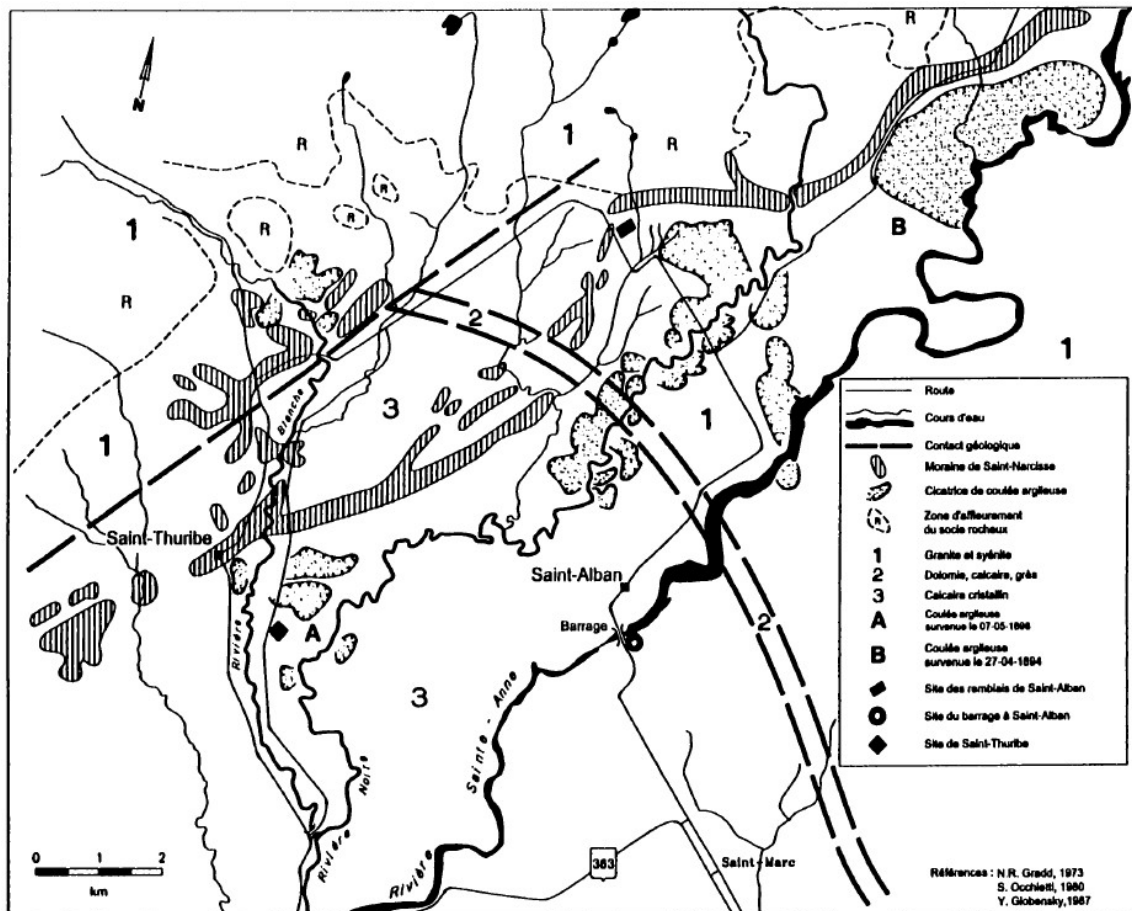 R
1
N
R
R
R
R
R
1
B
1
R
2
Blanche
3
1
1
Saint-Thuribe
Saint-Alban
Barrage
A
2
3
Rivière
Noire
Rivière
Sainte-Anne
Rivière
363
Saint-Marc
0 1 2
km
Route
Cours d'eau
Contact géologique
Moraine de Saint-Narcisse
Cicatrice de coulée argileuse
R
Zone d'affleurement
du socle rocheux
1 Granite et syénite
2 Dolomie, calcaire, grès
3 Calcaire cristallin
A Coulée argileuse
survenue le 07-05-1898
B Coulée argileuse
survenue le 27-04-1894
Site des remblais de Saint-Alban
Site du barrage à Saint-Alban
Site de Saint-Thuribe
Références : N.R. Gradd, 1973
S. Occhietti, 1980
Y. Globensky, 1987